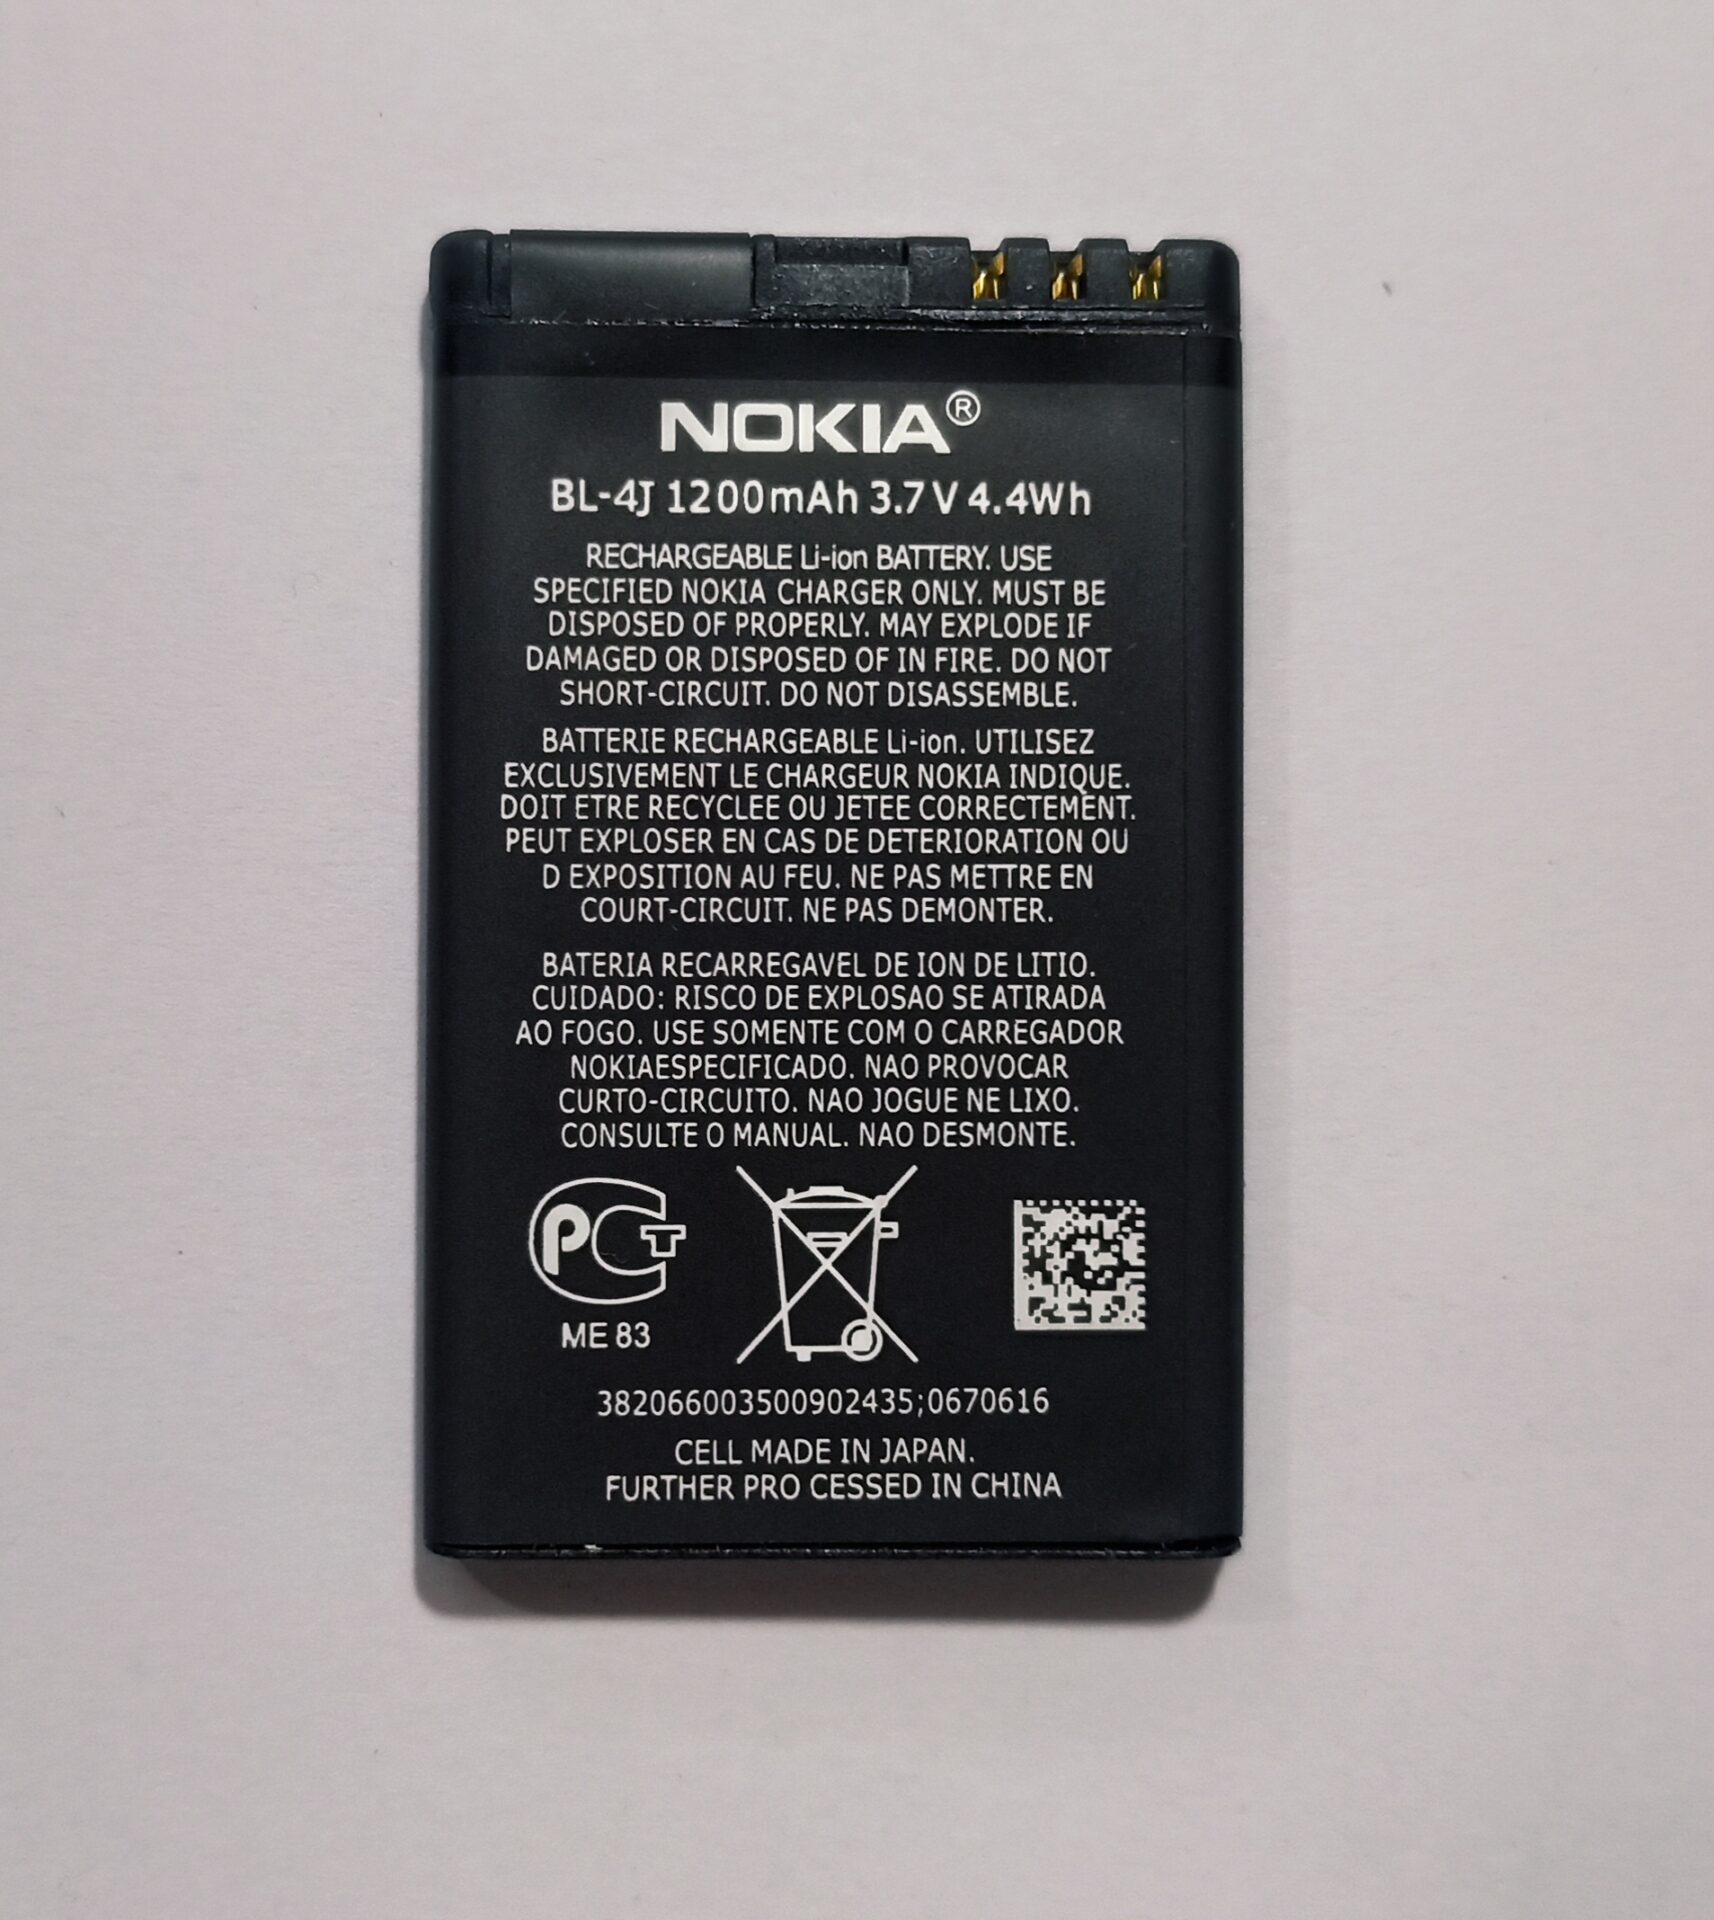 NOKIA®
BL-4J 1200mAh 3.7V 4.4Wh
RECHARGEABLE Li-ion BATTERY. USE
SPECIFIED NOKIA CHARGER ONLY. MUST BE
DISPOSED OF PROPERLY. MAY EXPLODE IF
DAMAGED OR DISPOSED OF IN FIRE. DO NOT
SHORT-CIRCUIT. DO NOT DISASSEMBLE.
BATTERIE RECHARGEABLE Li-ion. UTILISEZ
EXCLUSIVEMENT LE CHARGEUR NOKIA INDIQUE.
DOIT ETRE RECYCLEE OU JETEE CORRECTEMENT.
PEUT EXPLOSER EN CAS DE DETERIORATION OU
D EXPOSITION AU FEU. NE PAS METTRE EN
COURT-CIRCUIT. NE PAS DEMONTER.
BATERIA RECARREGAVEL DE ION DE LITIO.
CUIDADO: RISCO DE EXPLOSAO SE ATIRADA
AO FOGO. USE SOMENTE COM O CARREGADOR
NOKIAESPECIFICADO. NAO PROVOCAR
CURTO-CIRCUITO. NAO JOGUE NE LIXO.
CONSULTE O MANUAL. NAO DESMONTE.
РСТ
ME 83
382066003500902435;0670616
CELL MADE IN JAPAN.
FURTHER PRO CESSED IN CHINA